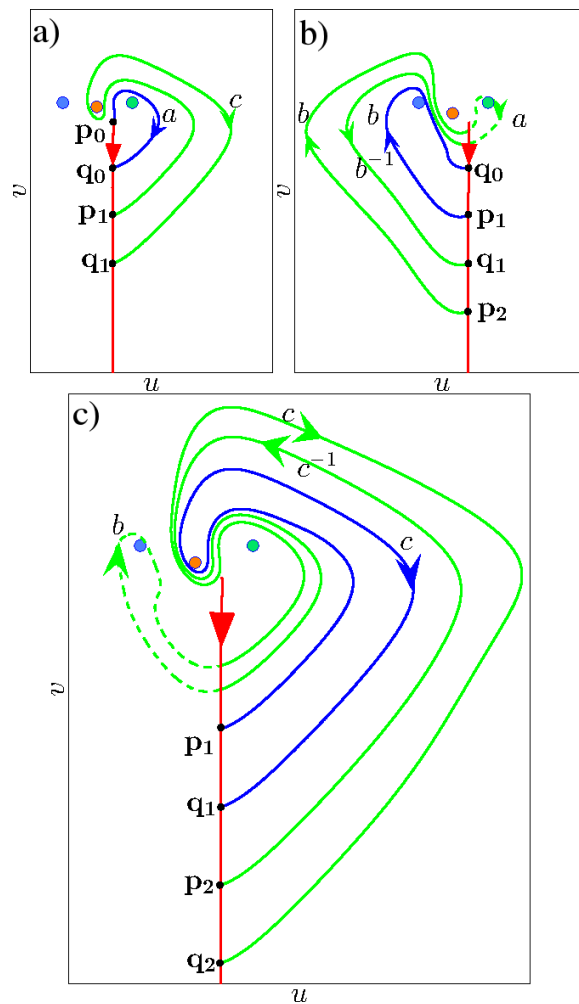 a)
c
a
p₀
q₀
p₁
q₁
v
u
b)
b
b
b⁻¹
a
q₀
p₁
q₁
p₂
v
u
c)
c
c⁻¹
b
c
p₁
q₁
p₂
q₂
v
u